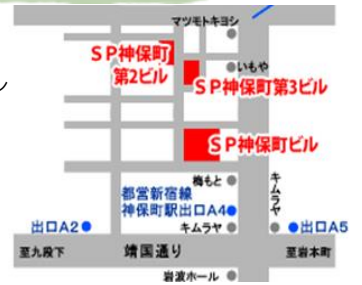 マツモトキヨシ
SP神保町
第2ビル
いもや
SP神保町第3ビル
SP神保町ビル
梅もと
都営新宿線
神保町駅出口A4
キムラヤ
キムラヤ
出口A2
出口A5
至九段下
靖国通り
至岩本町
岩波ホール